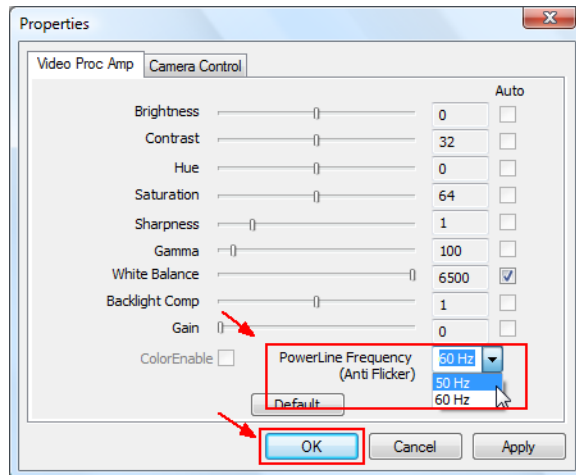 Properties
Video Proc Amp Camera Control
Auto
Brightness 0
Contrast 32
Hue 0
Saturation 64
Sharpness 1
Gamma 100
White Balance 6500
Backlight Comp 1
Gain 0
ColorEnable PowerLine Frequency 60 Hz
(Anti Flicker)
50 Hz
60 Hz
Default
OK Cancel Apply